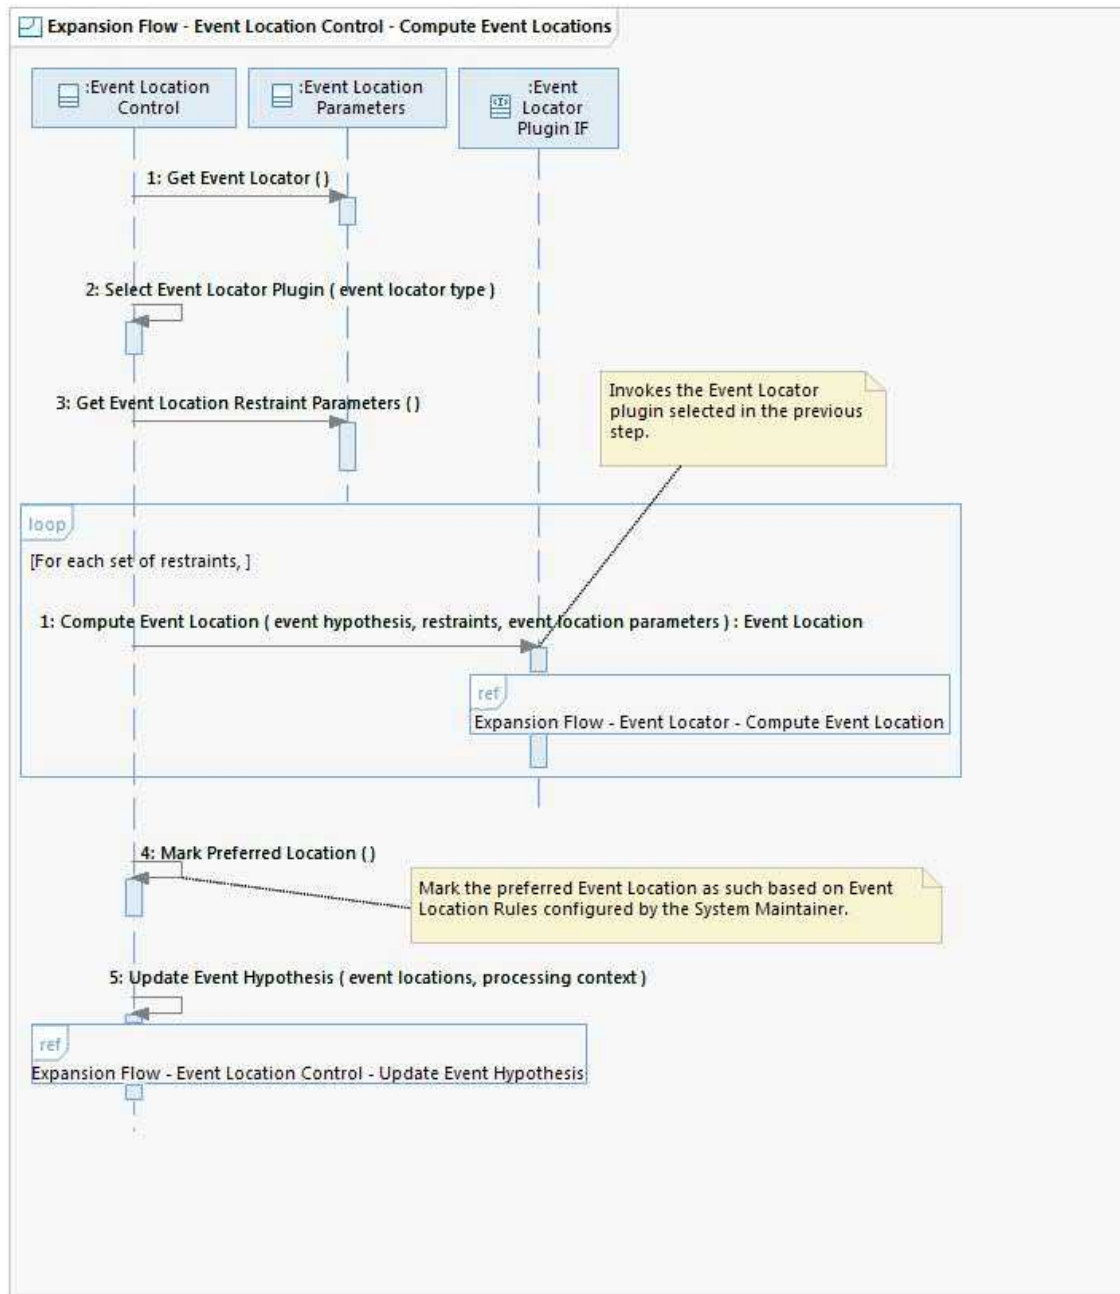 Expansion Flow - Event Location Control - Compute Event Locations
:Event Location
Control
:Event Location
Parameters
:Event
Locator
Plugin IF
1: Get Event Locator ( )
2: Select Event Locator Plugin ( event locator type )
3: Get Event Location Restraint Parameters ( )
Invokes the Event Locator
plugin selected in the previous
step.
loop
[For each set of restraints, ]
1: Compute Event Location ( event hypothesis, restraints, event location parameters ) : Event Location
ref
Expansion Flow - Event Locator - Compute Event Location
4: Mark Preferred Location ( )
Mark the preferred Event Location as such based on Event
Location Rules configured by the System Maintainer.
5: Update Event Hypothesis ( event locations, processing context )
ref
Expansion Flow - Event Location Control - Update Event Hypothesis